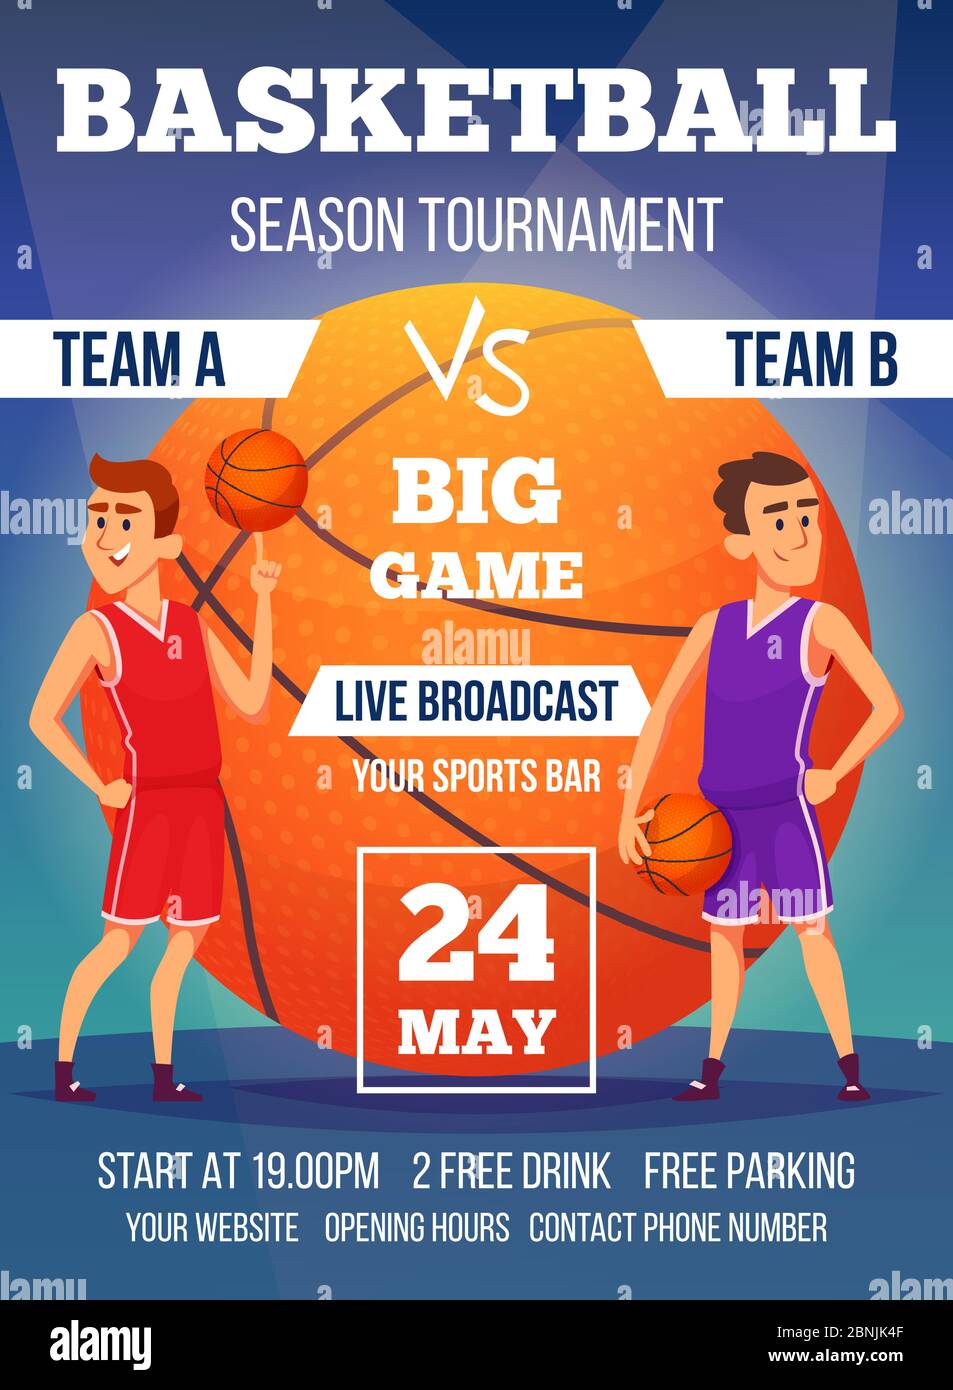 BASKETBALL
SEASON TOURNAMENT
TEAM A
VS
TEAM B
BIG
GAME
LIVE BROADCAST
YOUR SPORTS BAR
24
MAY
START AT 19.00PM 2 FREE DRINK FREE PARKING
YOUR WEBSITE OPENING HOURS CONTACT PHONE NUMBER
alamy
Image ID: 2BNJK4F
www.alamy.com